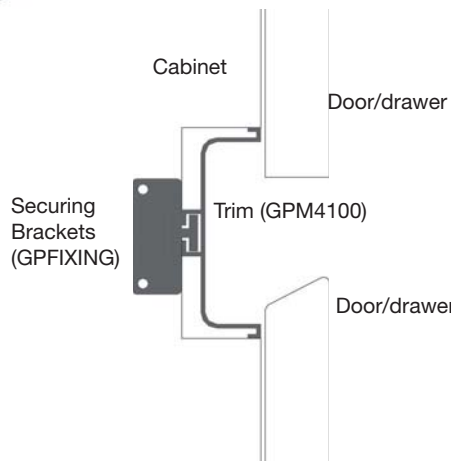 Cabinet
Door/drawer
Securing
Brackets
(GPFIXING)
Trim (GPM4100)
Door/drawer